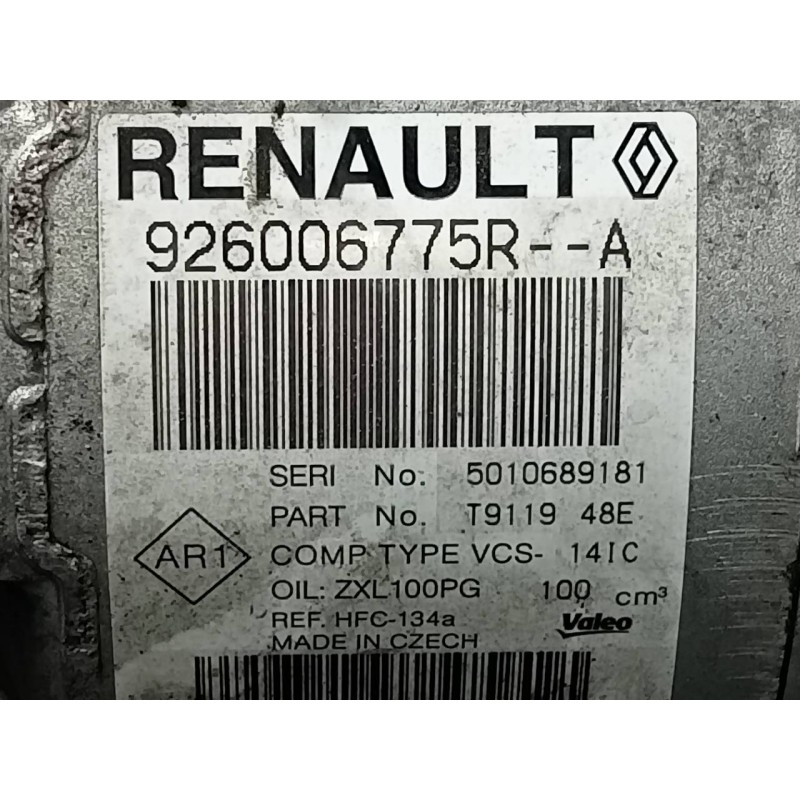 RENAULT
926006775R--A
SERI No. 5010689181
PART No. T9119 48E
AR1
COMP TYPE VCS- 14IC
OIL: ZXL100PG 100 cm³
REF. HFC-134a
MADE IN CZECH
Valeo